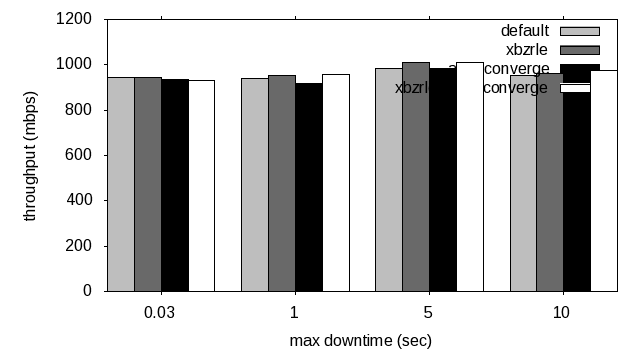 1200
1000
800
600
400
200
0
throughput (mbps)
default
xbzrle
converge
converge
0.03 1 5 10
max downtime (sec)